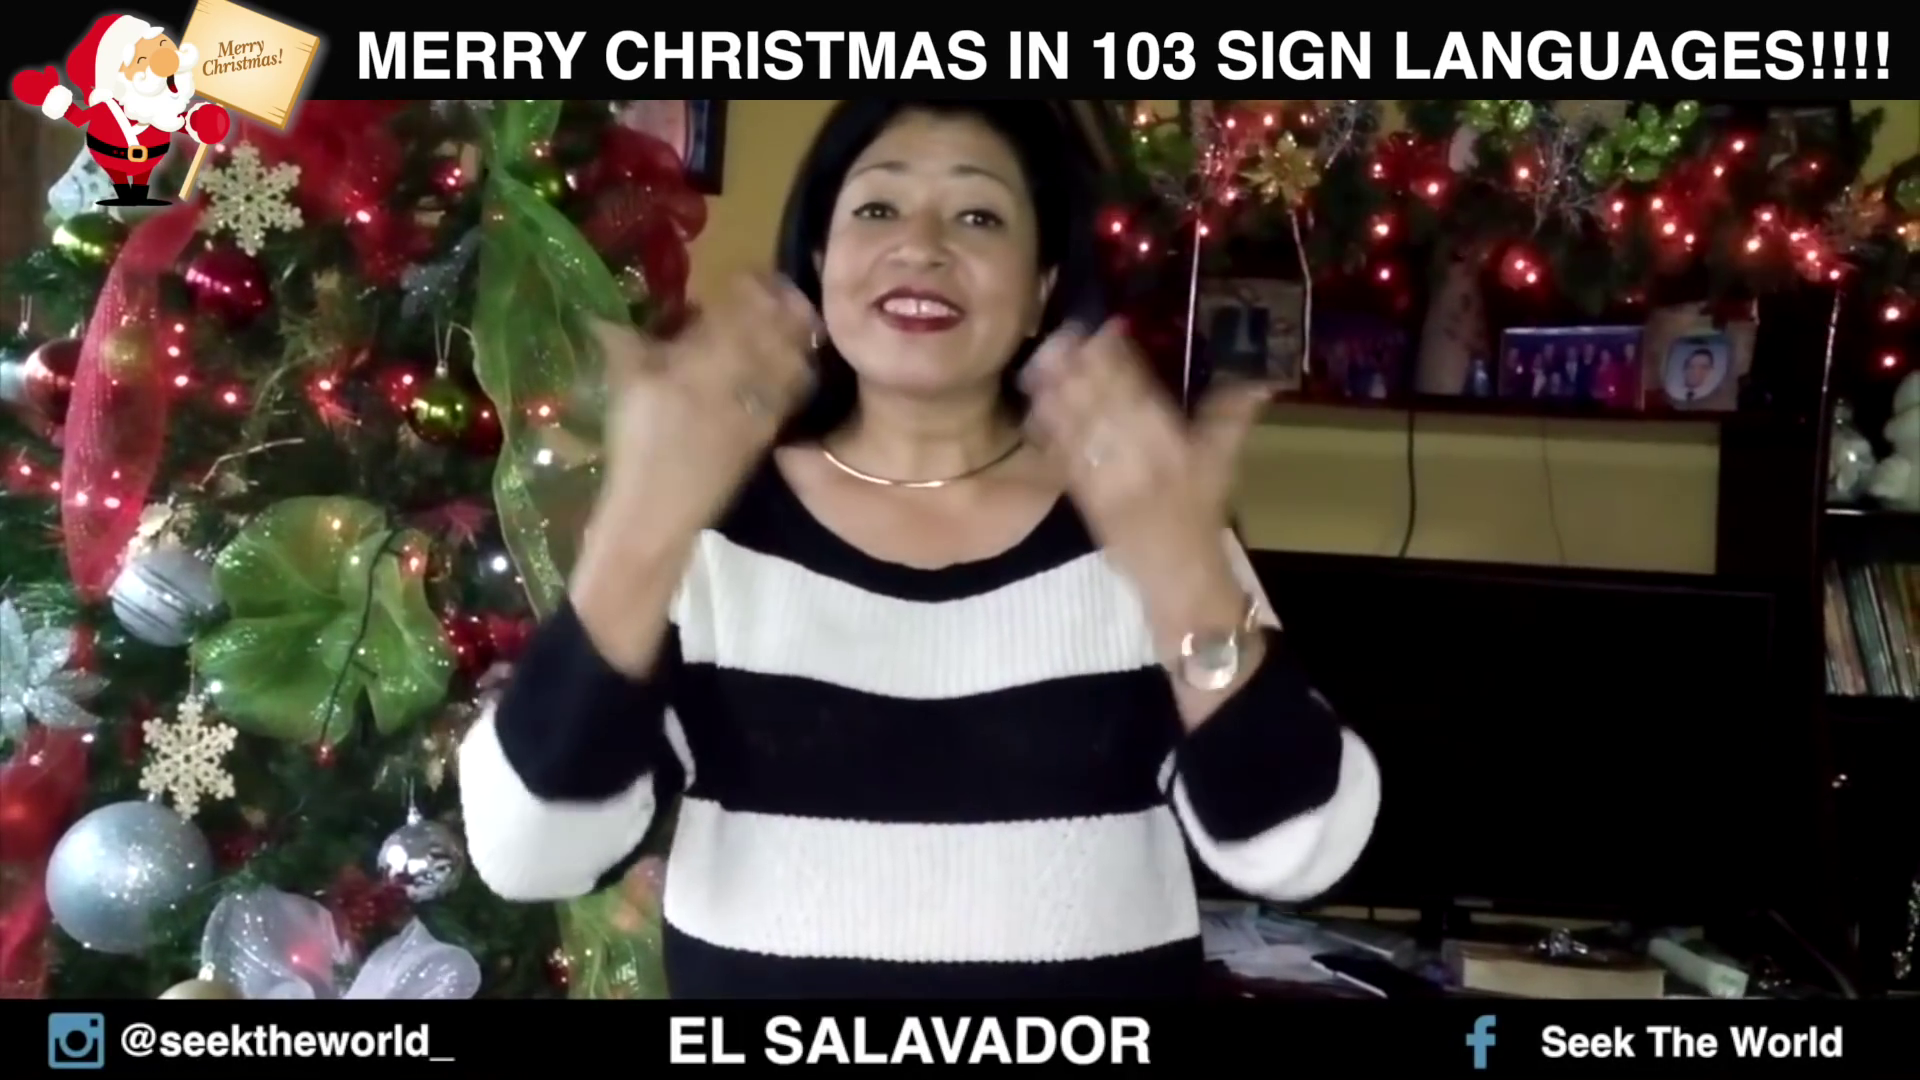 Merry
Christmas!
MERRY CHRISTMAS IN 103 SIGN LANGUAGES!!!!
@seektheworld_
EL SALAVADOR
Seek The World